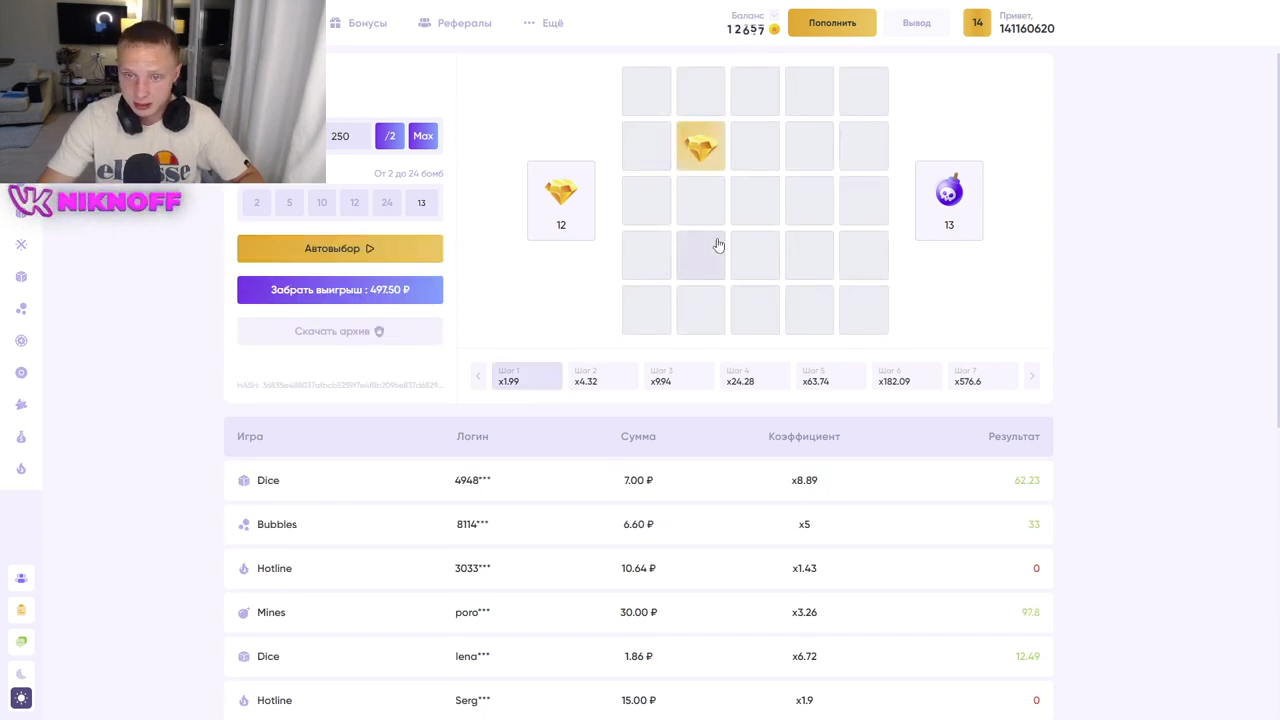 Бонусы
Рефералы
Ещё
Баланс
Пополнить
Вывод
14
Привет,
141160620
250
/2
Max
От 2 до 24 бомб
2
5
10
12
24
13
VK NIKNOFF
Автовыбор
Забрать выигрыш : 497.50 ₽
Скачать архив
12
13
Шаг 1
x1.99
Шаг 2
x4.32
Шаг 3
x9.94
Шаг 4
x24.28
Шаг 5
x63.74
Шаг 6
x182.09
Шаг 7
x576.6
Игра Логин Сумма Коэффициент Результат
Dice 4948*** 7.00 ₽ x8.89 62.23
Bubbles 8114*** 6.60 ₽ x5 33
Hotline 3033*** 10.64 ₽ x1.43 0
Mines poro*** 30.00 ₽ x3.26 97.8
Dice lena*** 1.86 ₽ x6.72 12.49
Hotline Serg*** 15.00 ₽ x1.9 0